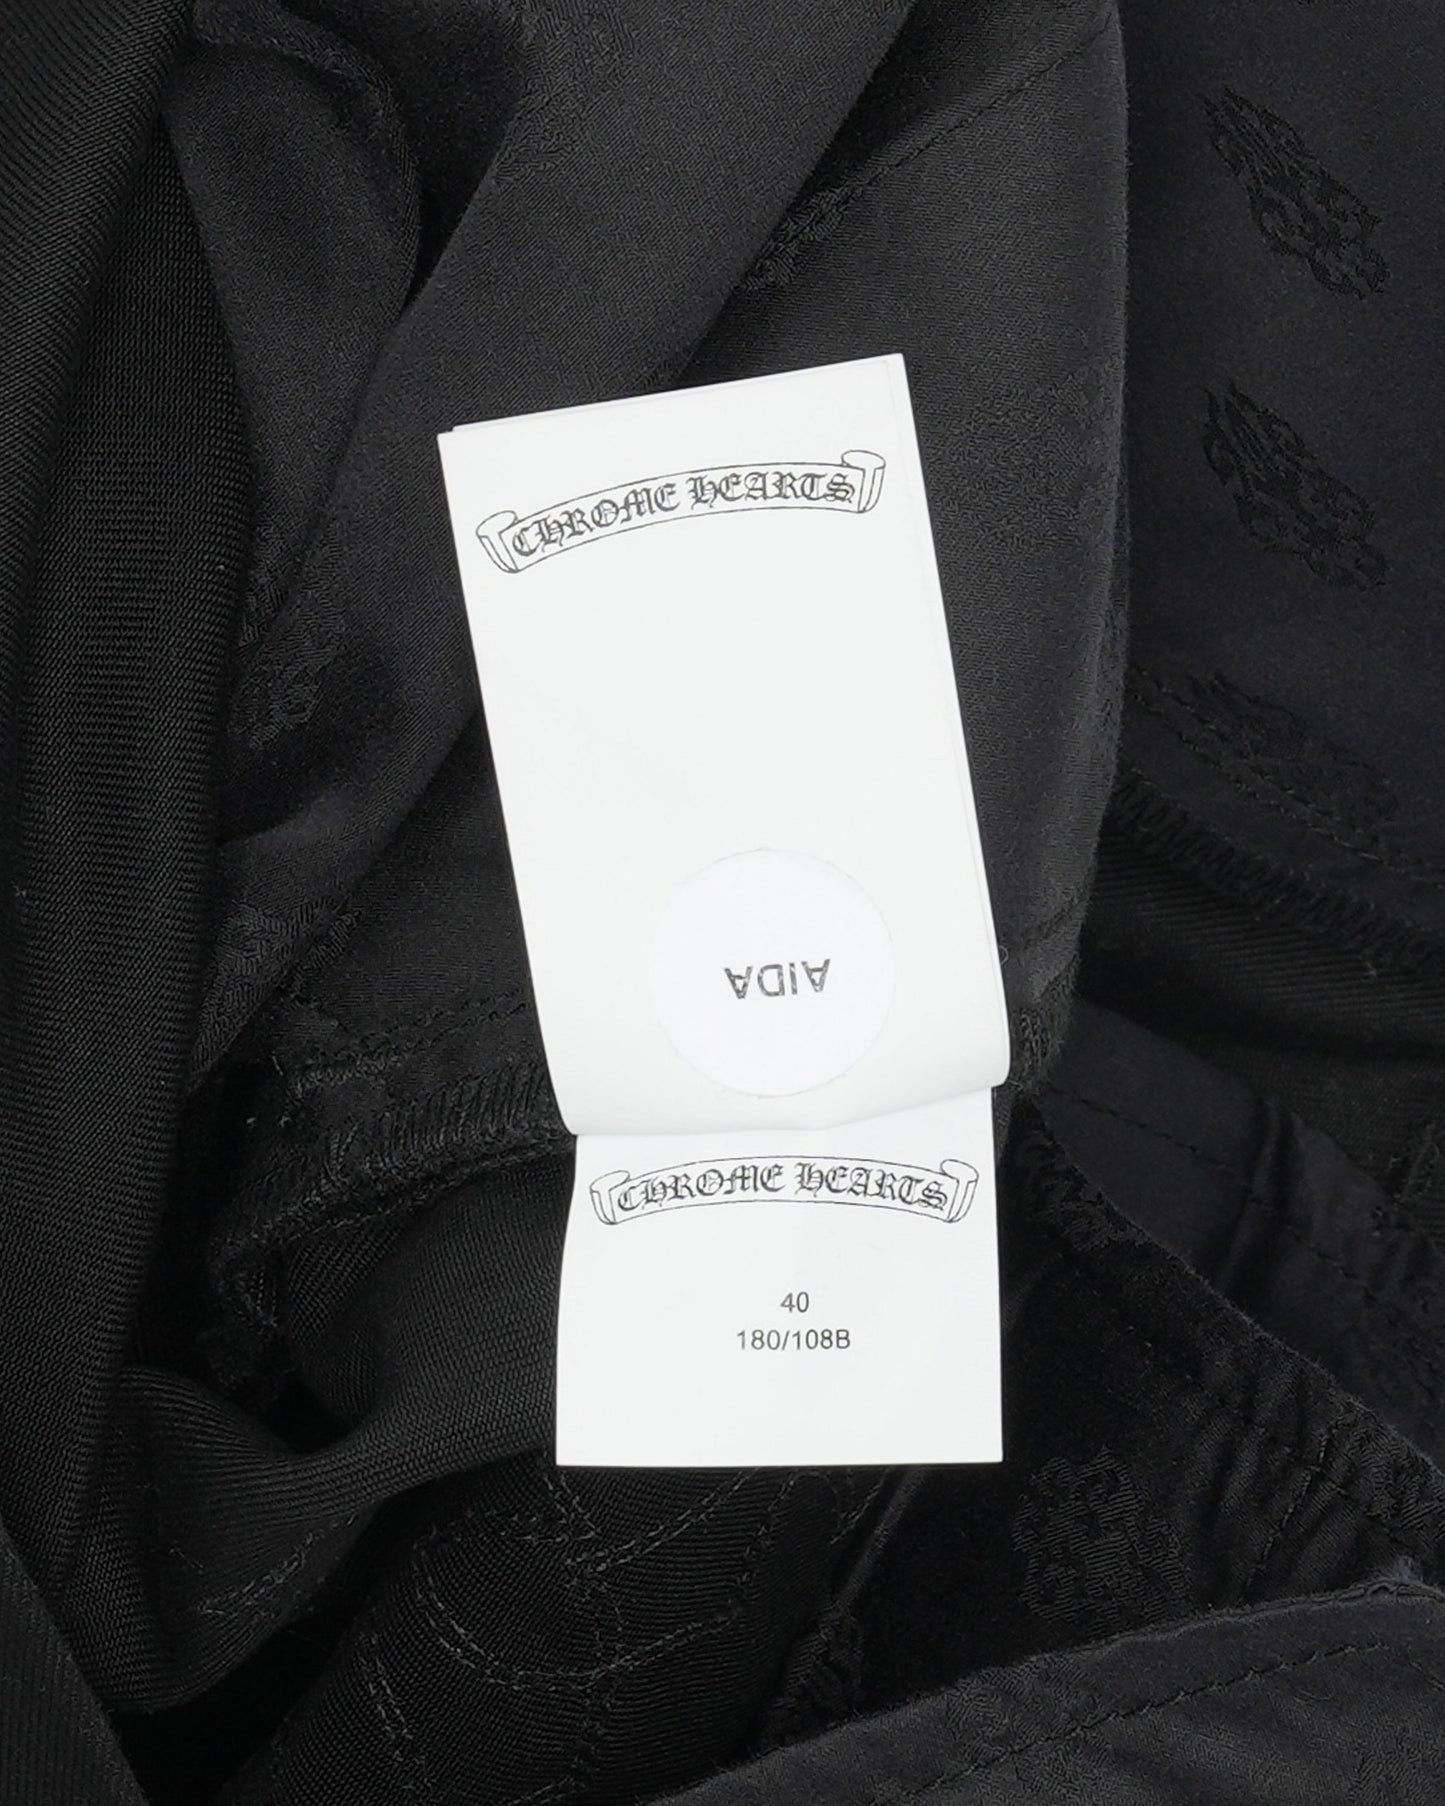 CHROME HEARTS
AIDA
CHROME HEARTS
40
180/108B